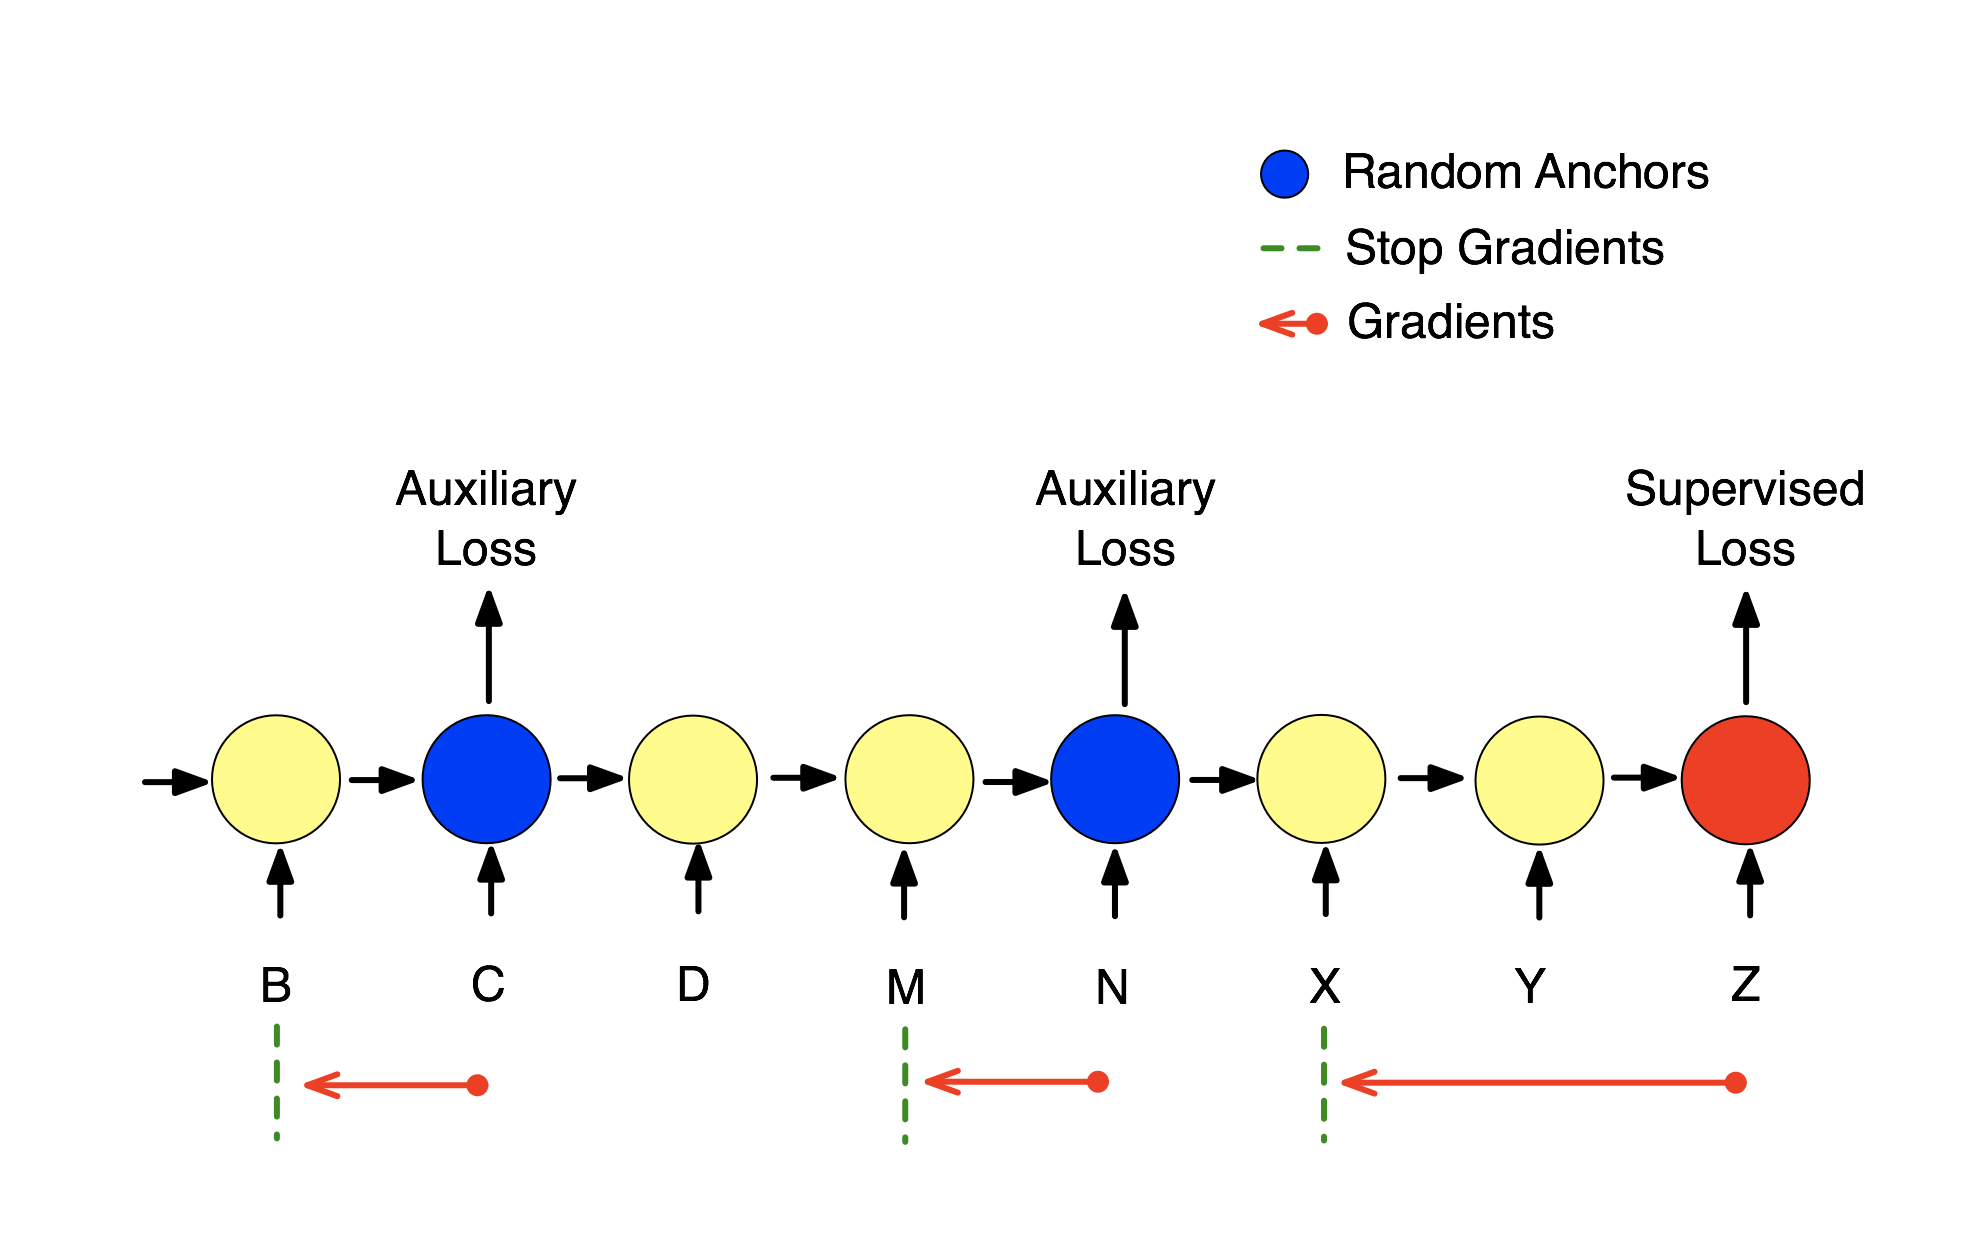 Random Anchors
Stop Gradients
Gradients
Auxiliary
Loss
Auxiliary
Loss
Supervised
Loss
B
C
D
M
N
X
Y
Z